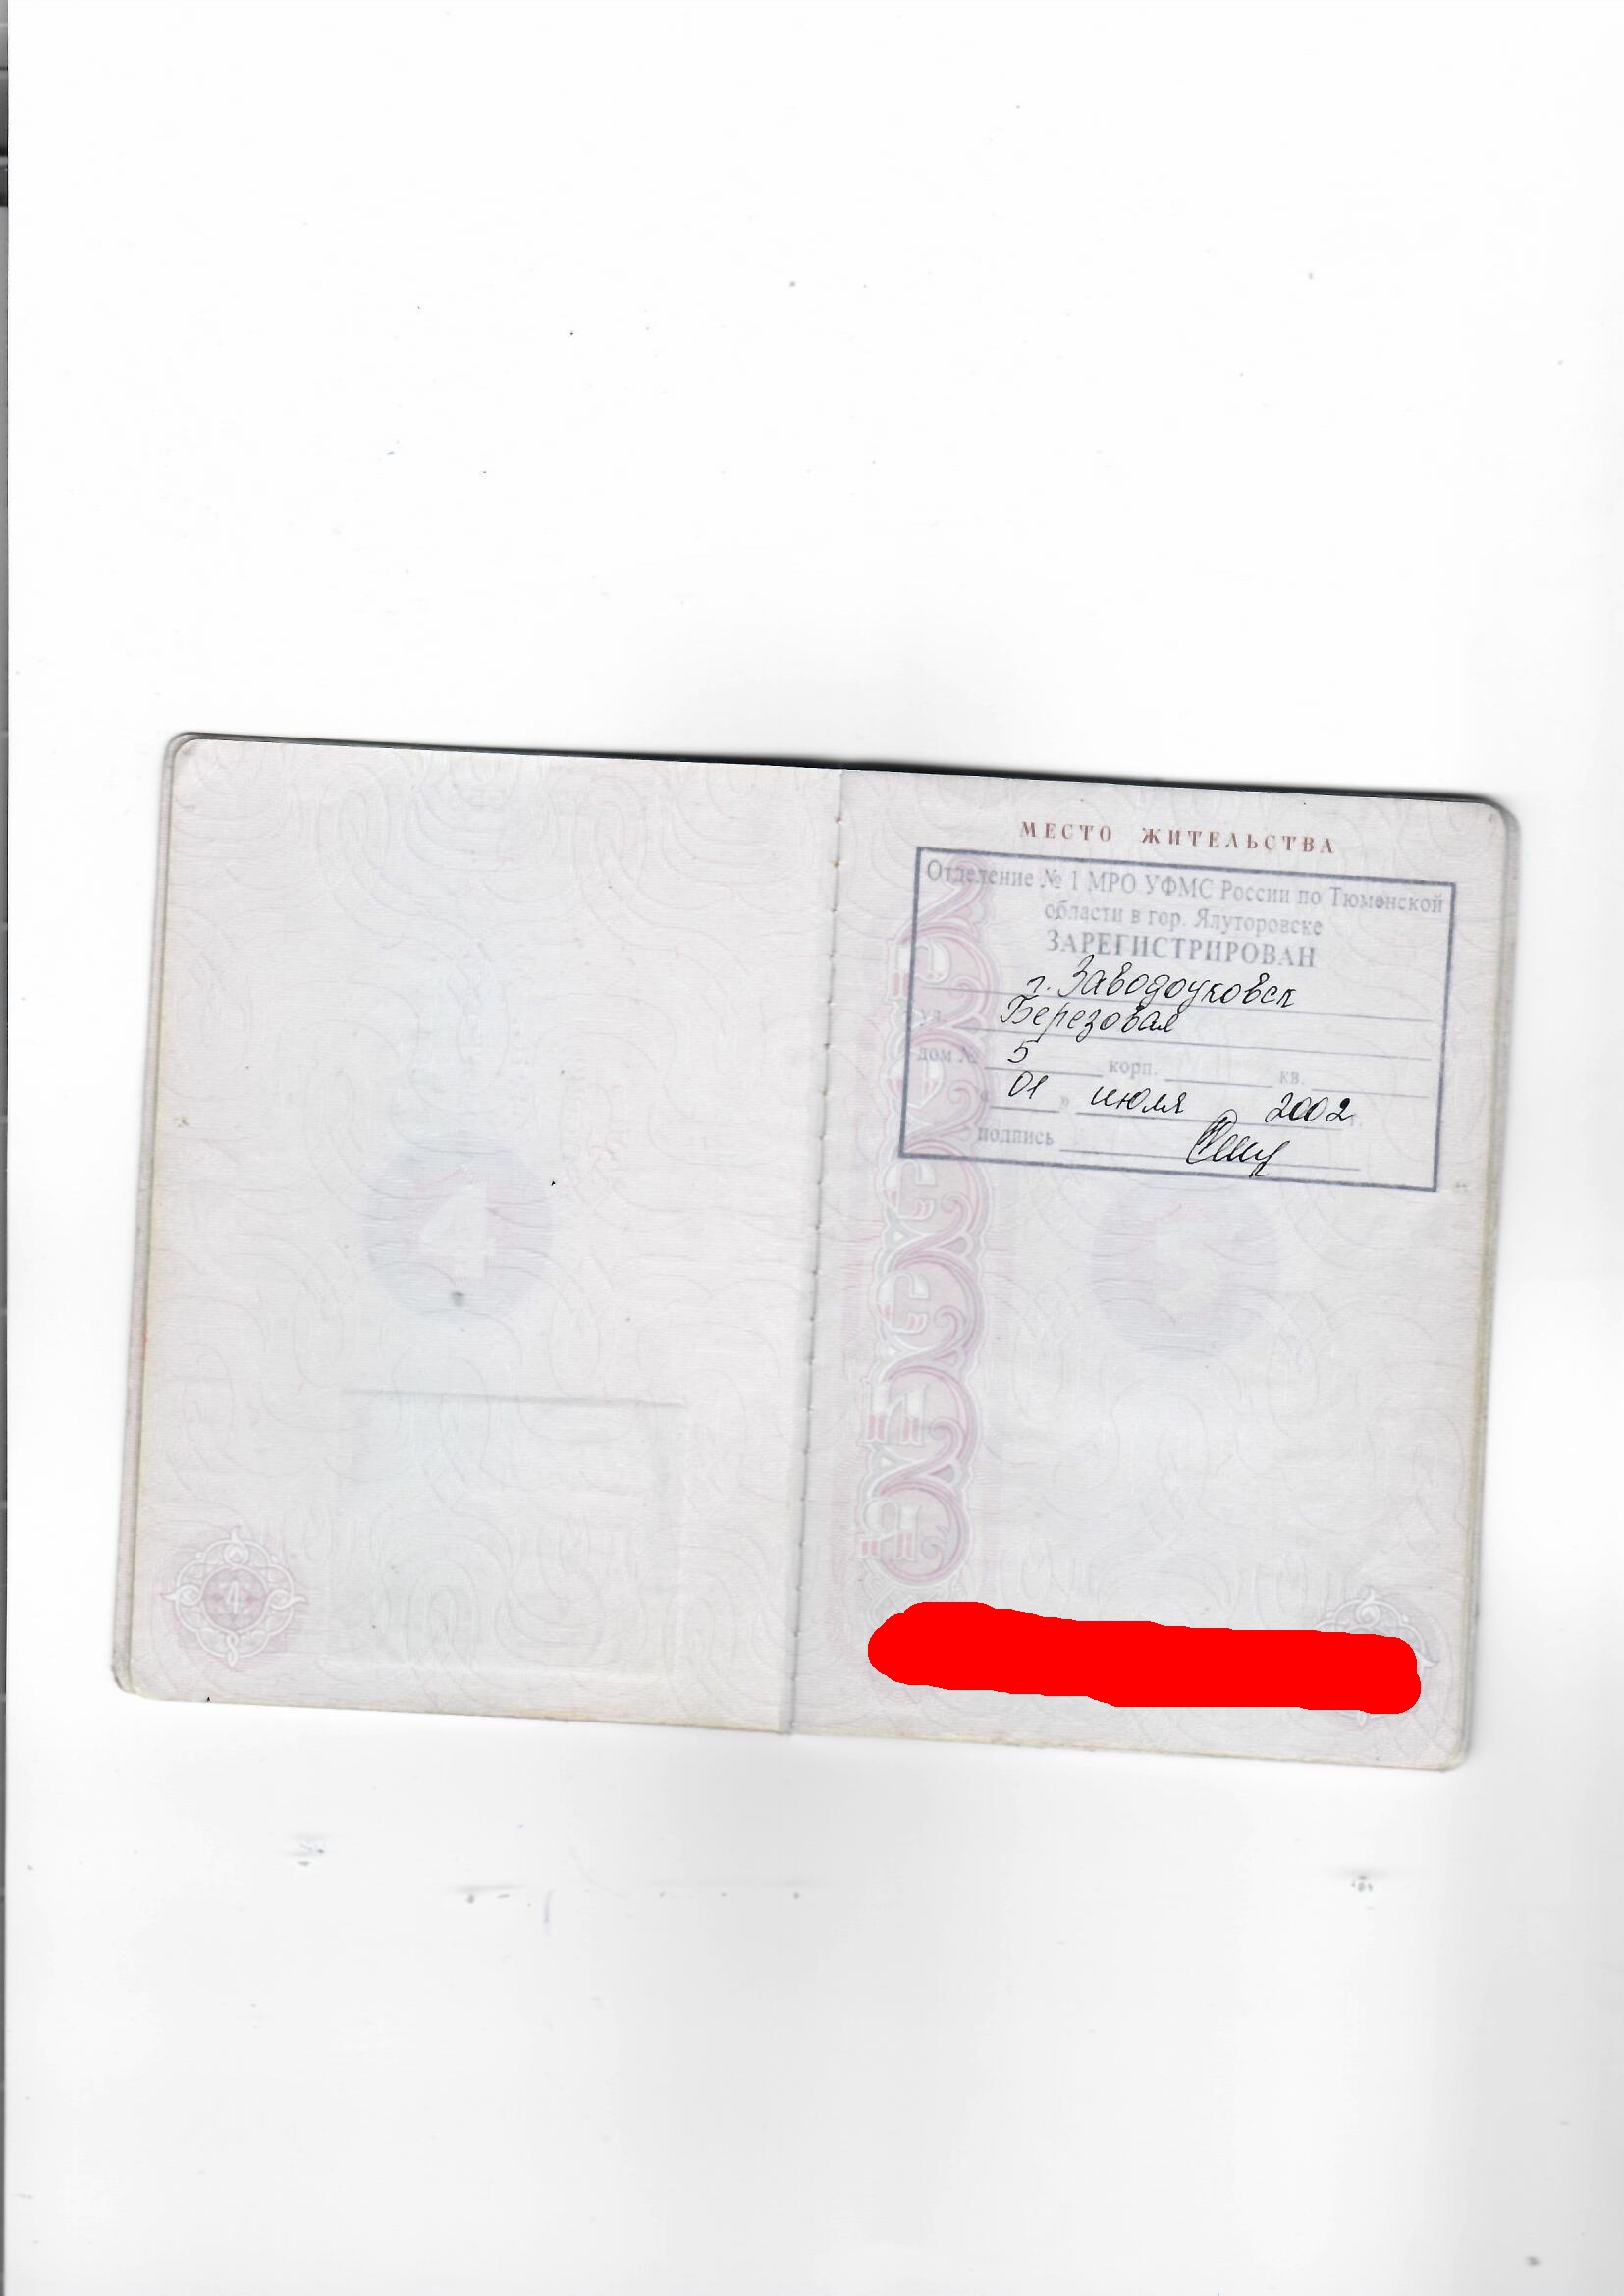 МЕСТО ЖИТЕЛЬСТВА
Отделение № 1 МРО УФМС России по Тюменской
области в гор. Ялуторовске
ЗАРЕГИСТРИРОВАН
г. Заводоуковск
ул. Березовая
дом № 5 корп. кв.
« 01 » июля 2002 г.
подпись
4
5
4